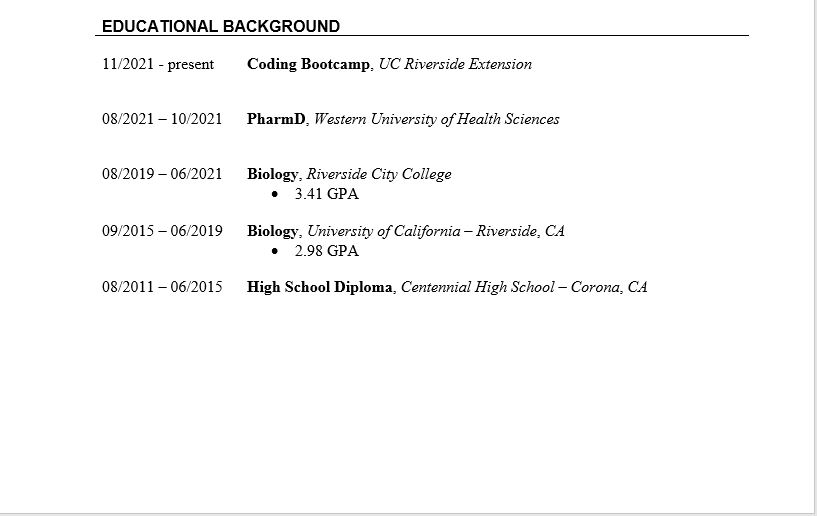 EDUCATIONAL BACKGROUND
11/2021 - present Coding Bootcamp, UC Riverside Extension
08/2021 – 10/2021 PharmD, Western University of Health Sciences
08/2019 – 06/2021 Biology, Riverside City College
• 3.41 GPA
09/2015 – 06/2019 Biology, University of California – Riverside, CA
• 2.98 GPA
08/2011 – 06/2015 High School Diploma, Centennial High School – Corona, CA